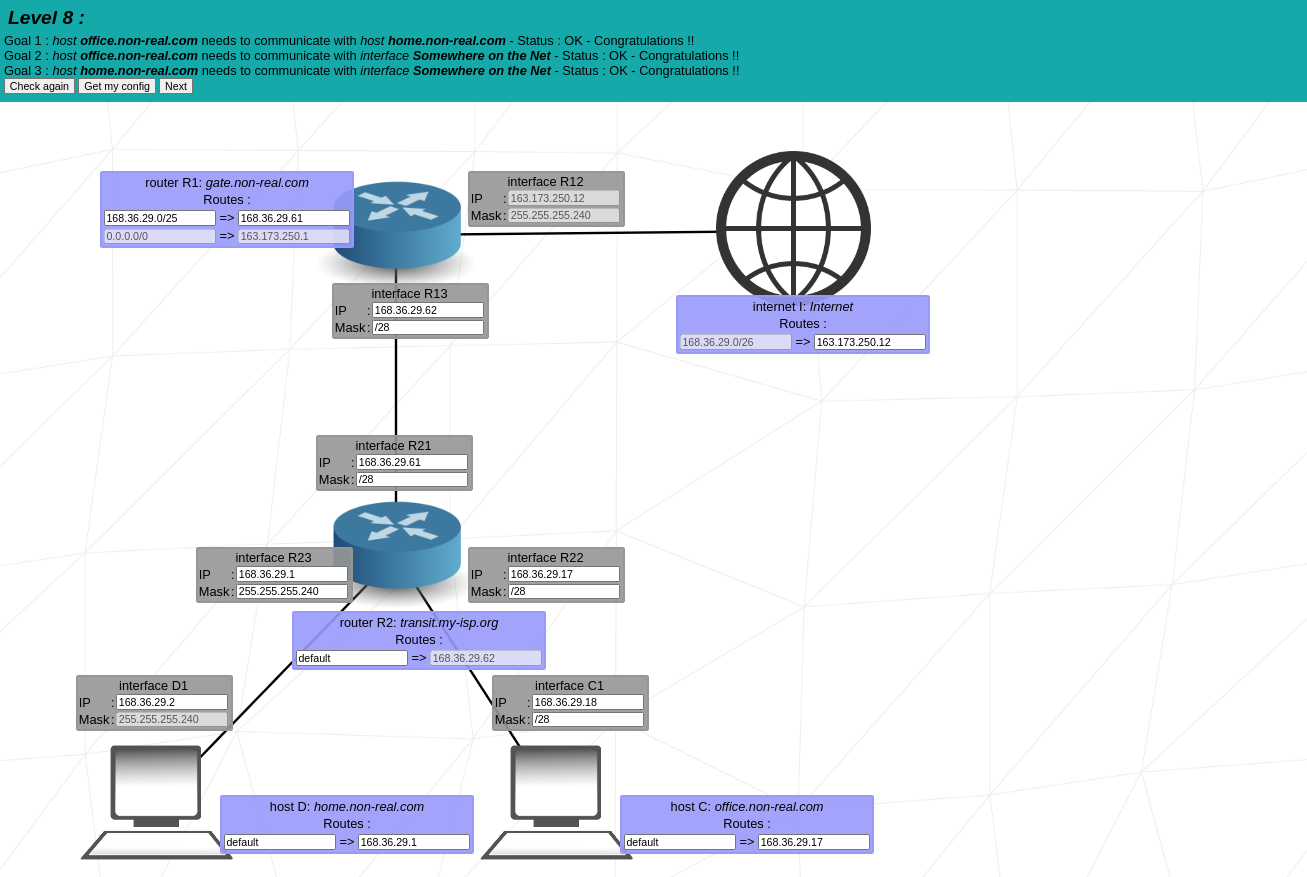 Level 8 :
Goal 1 : host office.non-real.com needs to communicate with host home.non-real.com - Status : OK - Congratulations !!
Goal 2 : host office.non-real.com needs to communicate with interface Somewhere on the Net - Status : OK - Congratulations !!
Goal 3 : host home.non-real.com needs to communicate with interface Somewhere on the Net - Status : OK - Congratulations !!
Check again Get my config Next
router R1: gate.non-real.com
Routes :
168.36.29.0/25 => 168.36.29.61
0.0.0.0/0 => 163.173.250.1
interface R12
IP : 163.173.250.12
Mask : 255.255.255.240
interface R13
IP : 168.36.29.62
Mask : /28
internet I: Internet
Routes :
168.36.29.0/26 => 163.173.250.12
interface R21
IP : 168.36.29.61
Mask : /28
interface R23
IP : 168.36.29.1
Mask : 255.255.255.240
interface R22
IP : 168.36.29.17
Mask : /28
router R2: transit.my-isp.org
Routes :
default => 168.36.29.62
interface D1
IP : 168.36.29.2
Mask : 255.255.255.240
interface C1
IP : 168.36.29.18
Mask : /28
host D: home.non-real.com
Routes :
default => 168.36.29.1
host C: office.non-real.com
Routes :
default => 168.36.29.17